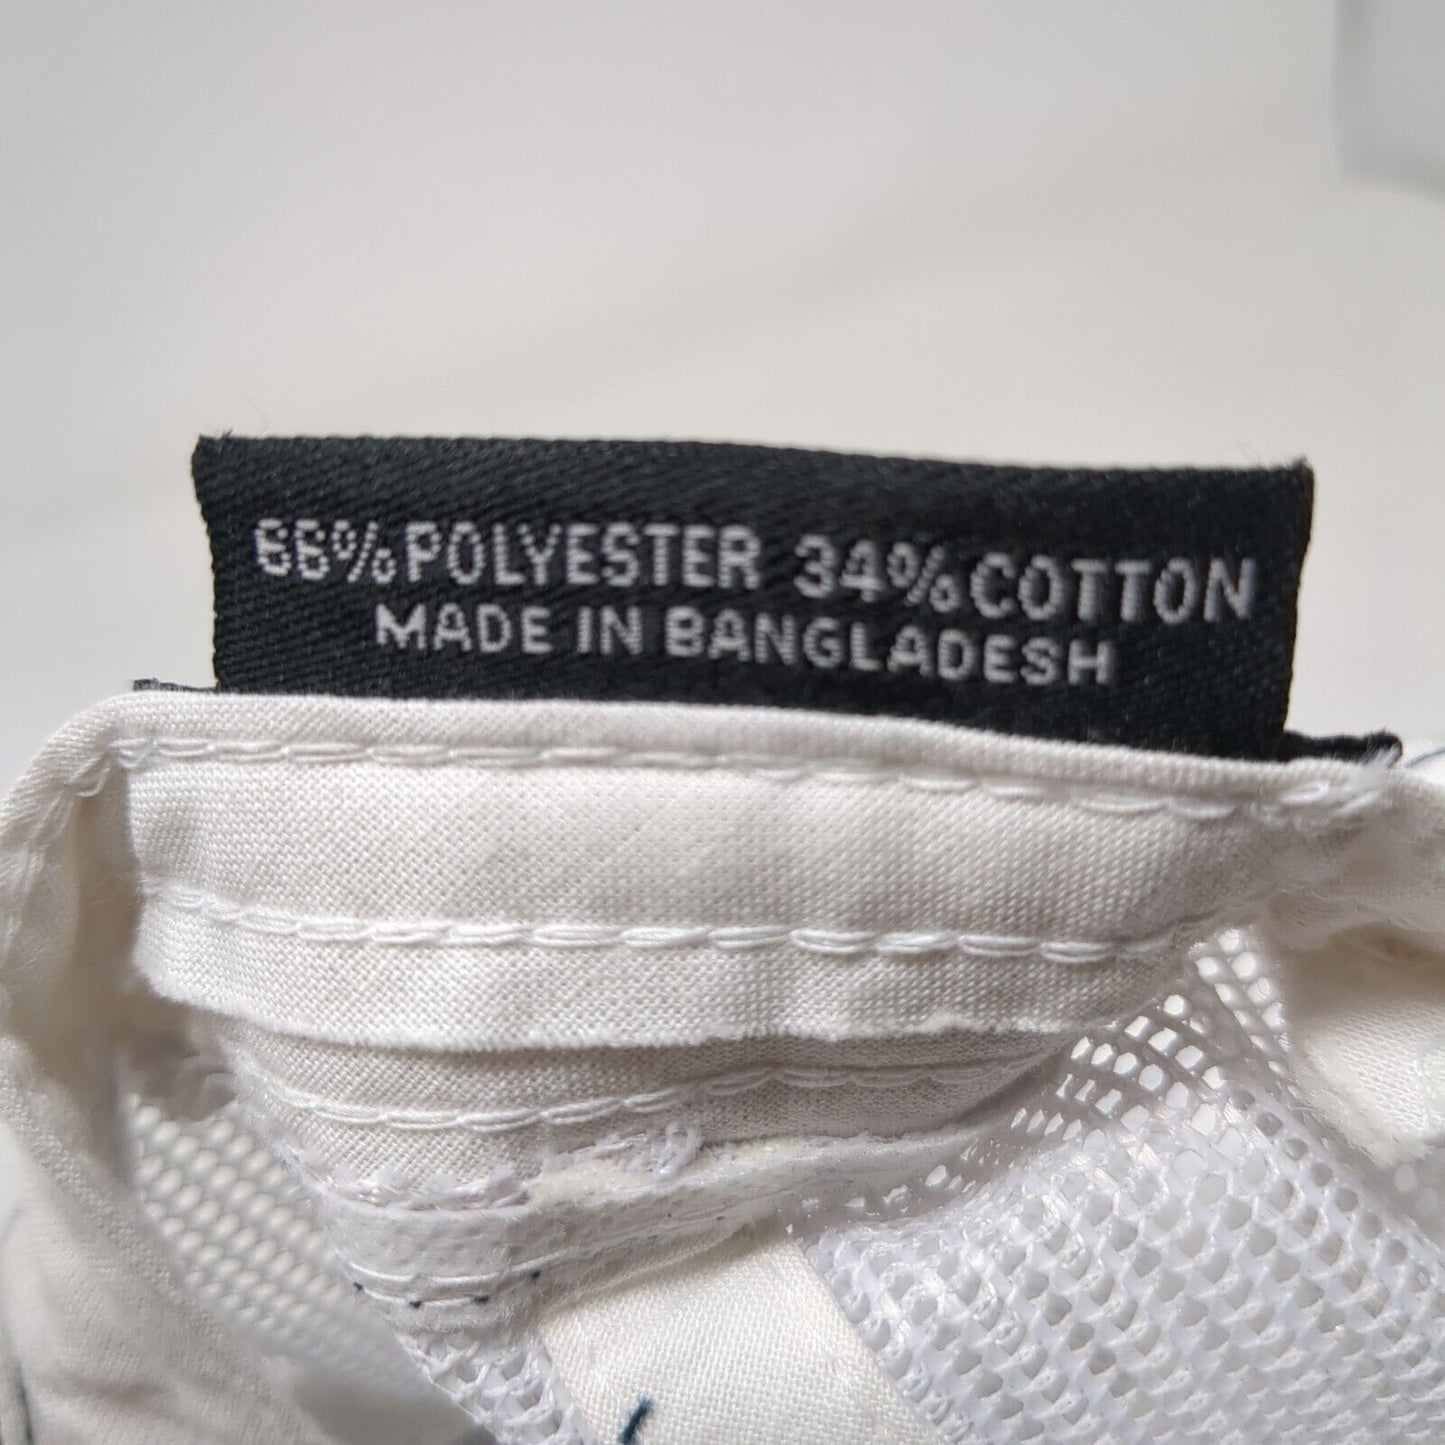 66% POLYESTER 34% COTTON
MADE IN BANGLADESH